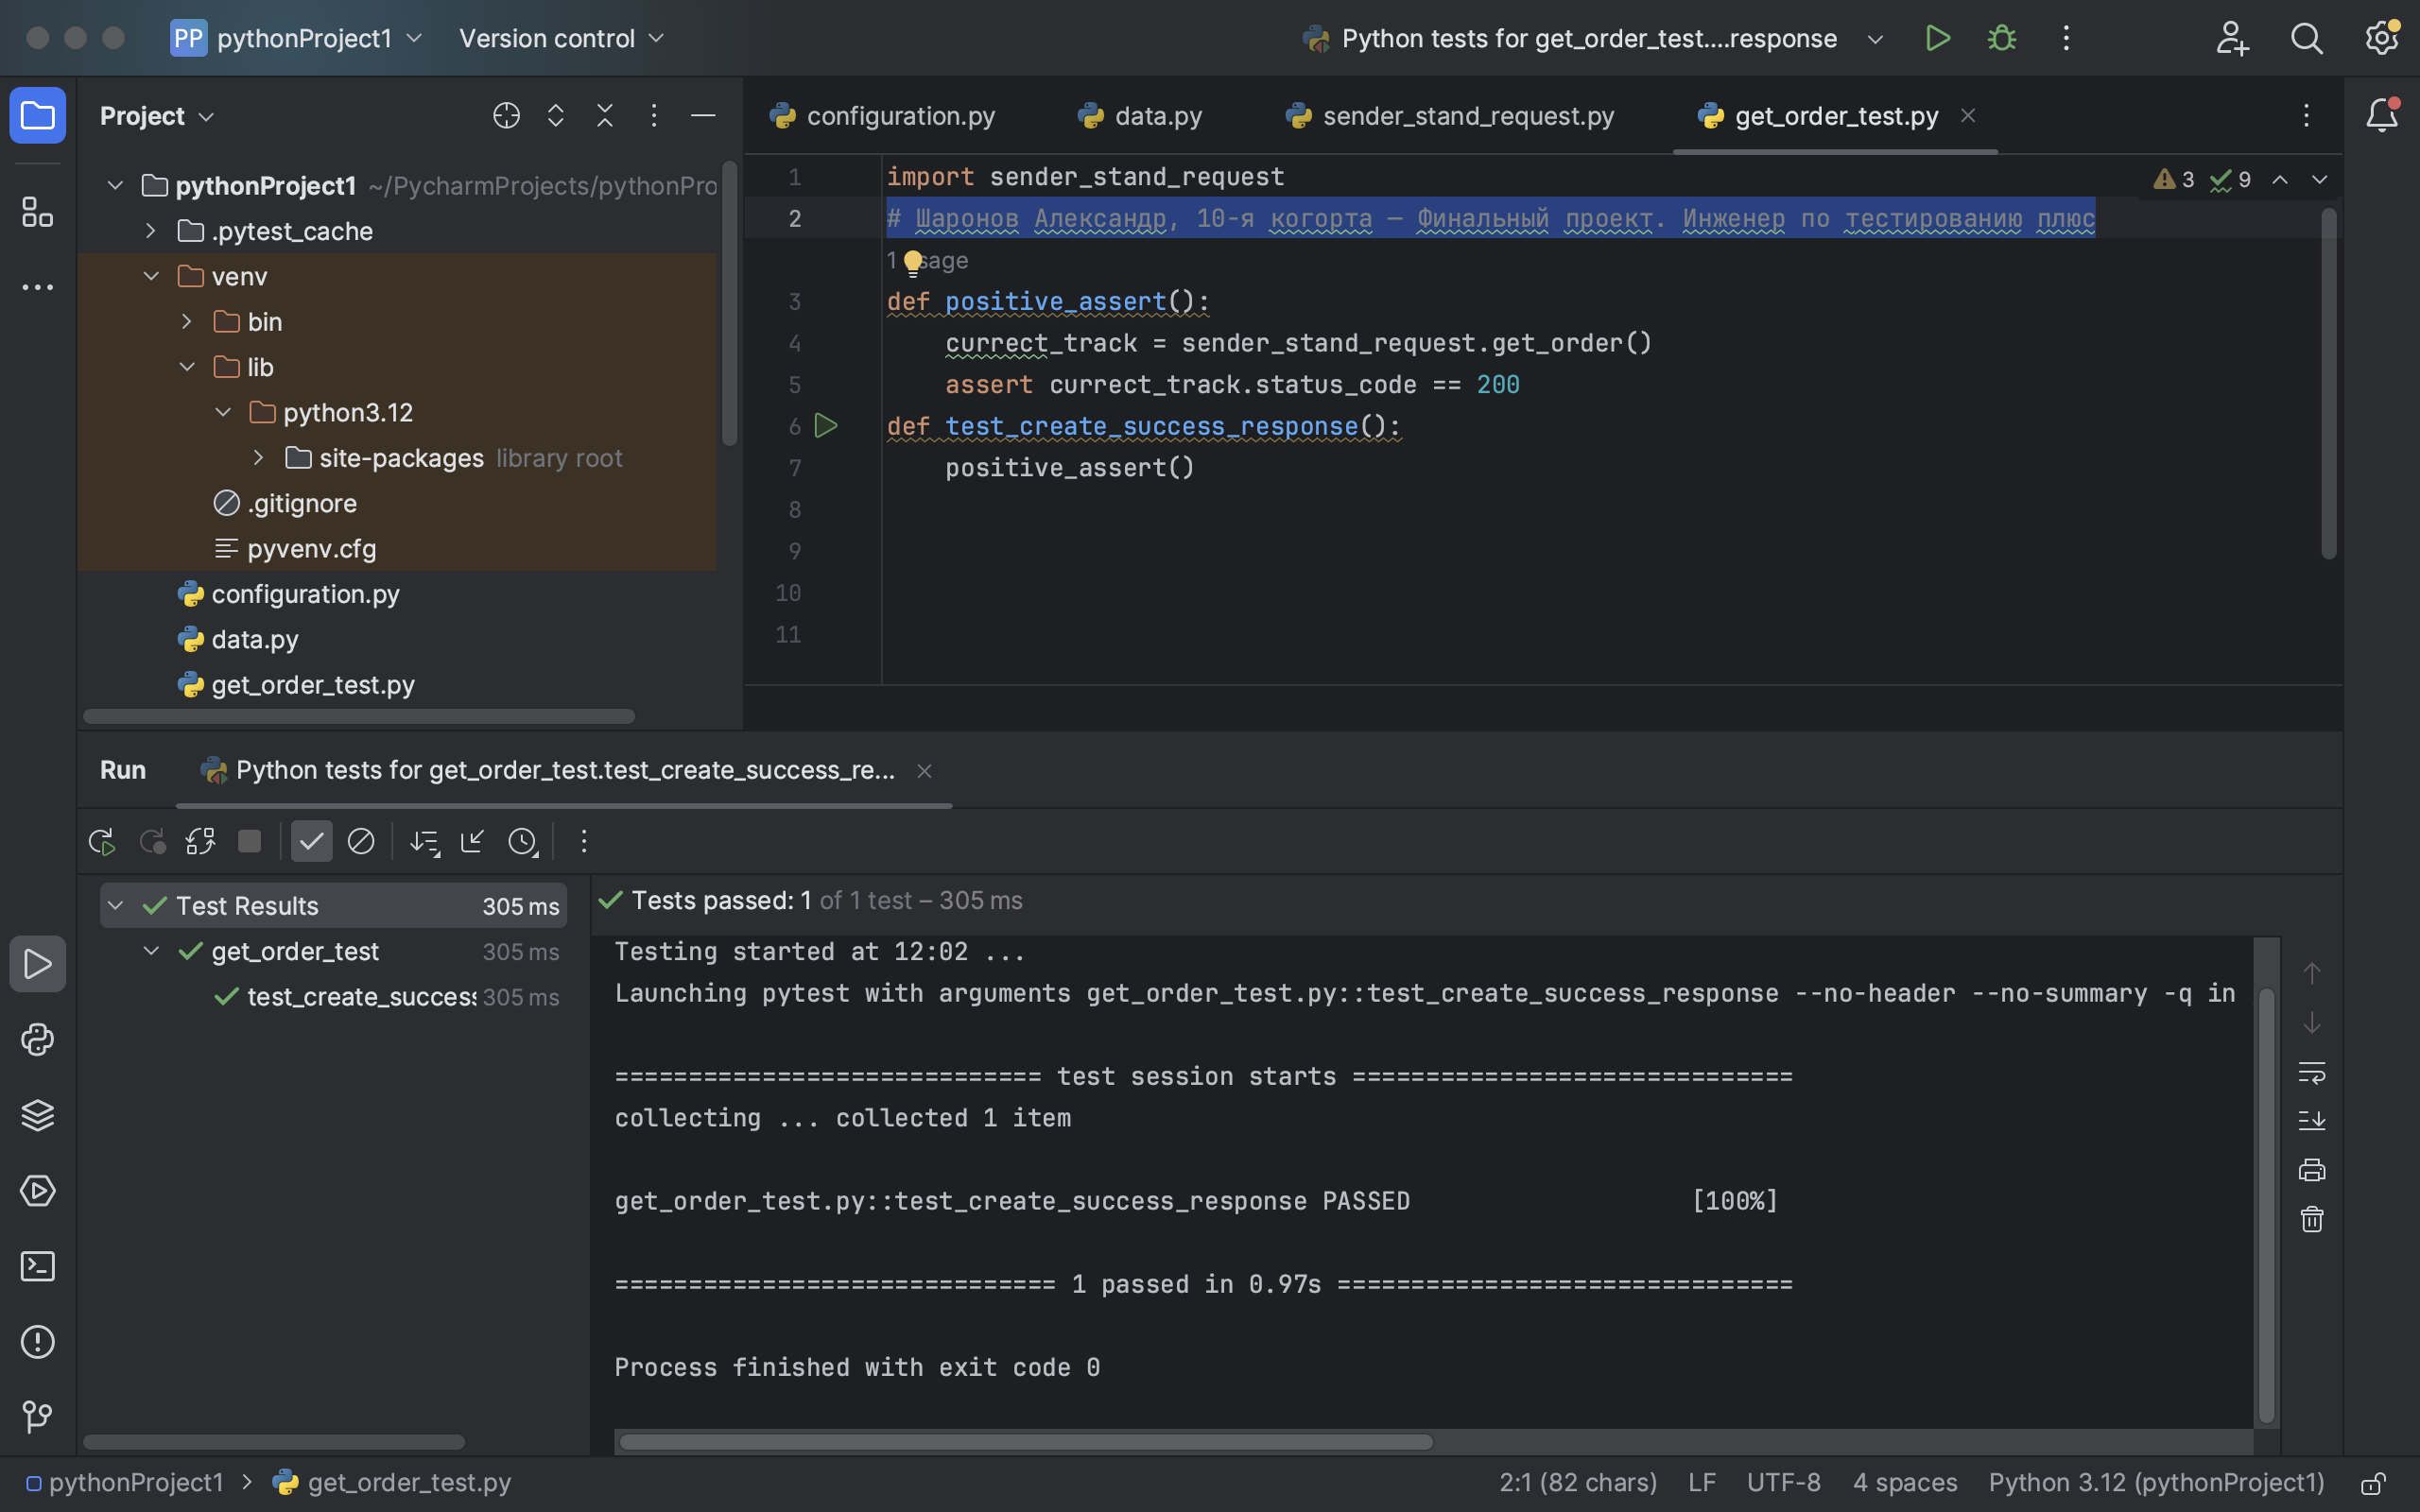 PP pythonProject1 Version control Python tests for get_order_test....response
Project
pythonProject1 ~/PycharmProjects/pythonPro
.pytest_cache
venv
bin
lib
python3.12
site-packages library root
.gitignore
pyvenv.cfg
configuration.py
data.py
get_order_test.py
configuration.py data.py sender_stand_request.py get_order_test.py
3 9
1 import sender_stand_request
2 # Шаронов Александр, 10-я когорта — Финальный проект. Инженер по тестированию плюс
1 sage
3 def positive_assert():
4 currect_track = sender_stand_request.get_order()
5 assert currect_track.status_code == 200
6 def test_create_success_response():
7 positive_assert()
8
9
10
11
Run Python tests for get_order_test.test_create_success_re...
Test Results 305 ms
get_order_test 305 ms
test_create_success 305 ms
Tests passed: 1 of 1 test – 305 ms
Testing started at 12:02 ...
Launching pytest with arguments get_order_test.py::test_create_success_response --no-header --no-summary -q in
============================= test session starts ==============================
collecting ... collected 1 item
get_order_test.py::test_create_success_response PASSED [100%]
============================== 1 passed in 0.97s ===============================
Process finished with exit code 0
pythonProject1 > get_order_test.py 2:1 (82 chars) LF UTF-8 4 spaces Python 3.12 (pythonProject1)